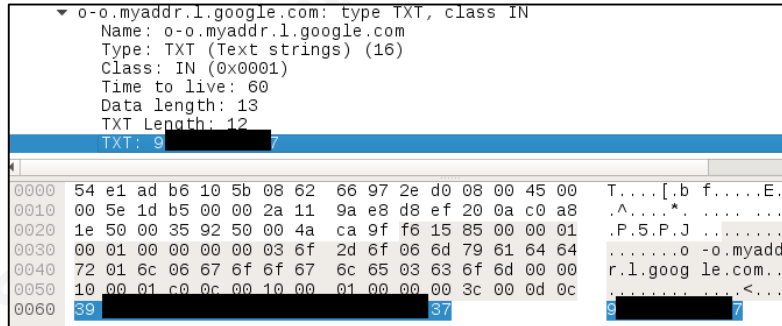 ▼ o-o.myaddr.l.google.com: type TXT, class IN
Name: o-o.myaddr.l.google.com
Type: TXT (Text strings) (16)
Class: IN (0x0001)
Time to live: 60
Data length: 13
TXT Length: 12
TXT: 9 7
0000 54 e1 ad b6 10 5b 08 62 66 97 2e d0 08 00 45 00 T....[.b f.....E.
0010 00 5e 1d b5 00 00 2a 11 9a e8 d8 ef 20 0a c0 a8 .^....*. .... ...
0020 1e 50 00 35 92 50 00 4a ca 9f f6 15 85 00 00 01 .P.5.P.J ........
0030 00 01 00 00 00 00 03 6f 2d 6f 06 6d 79 61 64 64 .......o -o.myadd
0040 72 01 6c 06 67 6f 6f 67 6c 65 03 63 6f 6d 00 00 r.l.goog le.com..
0050 10 00 01 c0 0c 00 10 00 01 00 00 00 3c 00 0d 0c ........ ....<...
0060 39 37 9 7